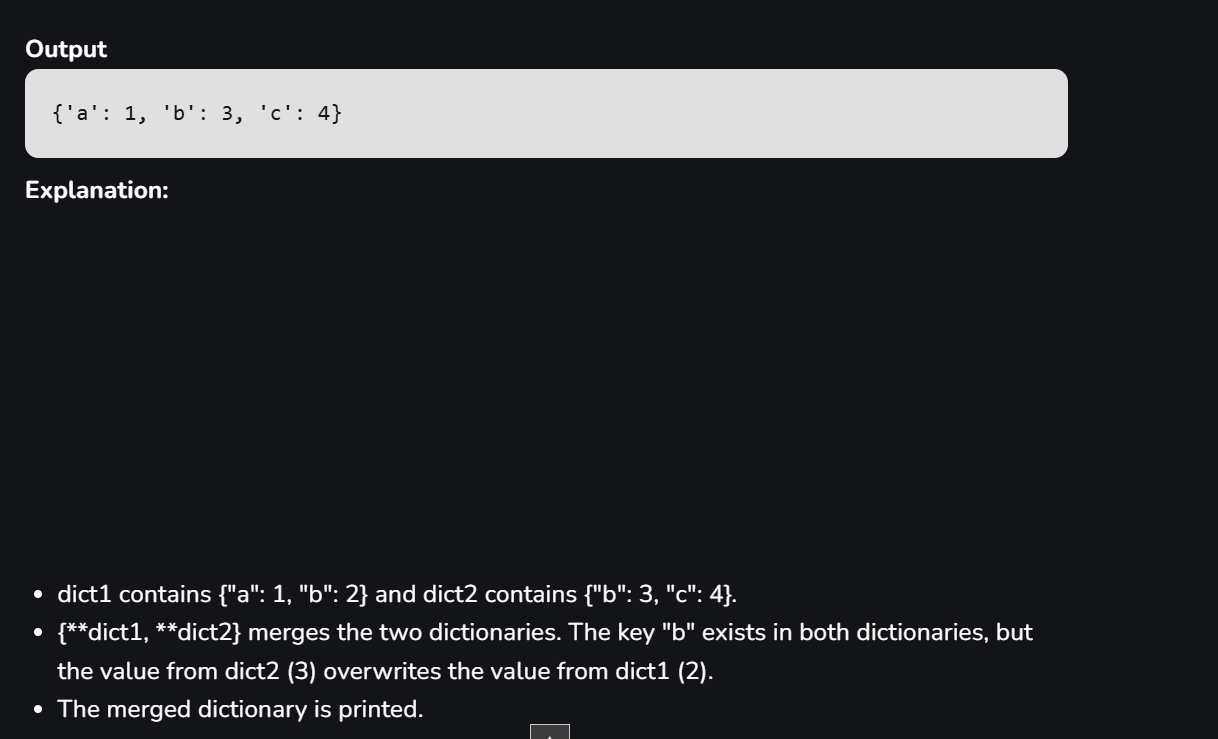 Output
{'a': 1, 'b': 3, 'c': 4}
Explanation:
dict1 contains {"a": 1, "b": 2} and dict2 contains {"b": 3, "c": 4}.
{**dict1, **dict2} merges the two dictionaries. The key "b" exists in both dictionaries, but
the value from dict2 (3) overwrites the value from dict1 (2).
The merged dictionary is printed.